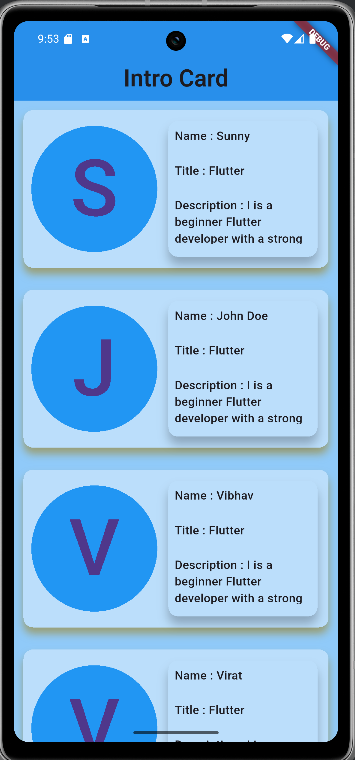 9:53
A
DEBUG
Intro Card
S
Name : Sunny
Title : Flutter
Description : I is a
beginner Flutter
developer with a strong
J
Name : John Doe
Title : Flutter
Description : I is a
beginner Flutter
developer with a strong
V
Name : Vibhav
Title : Flutter
Description : I is a
beginner Flutter
developer with a strong
V
Name : Virat
Title : Flutter